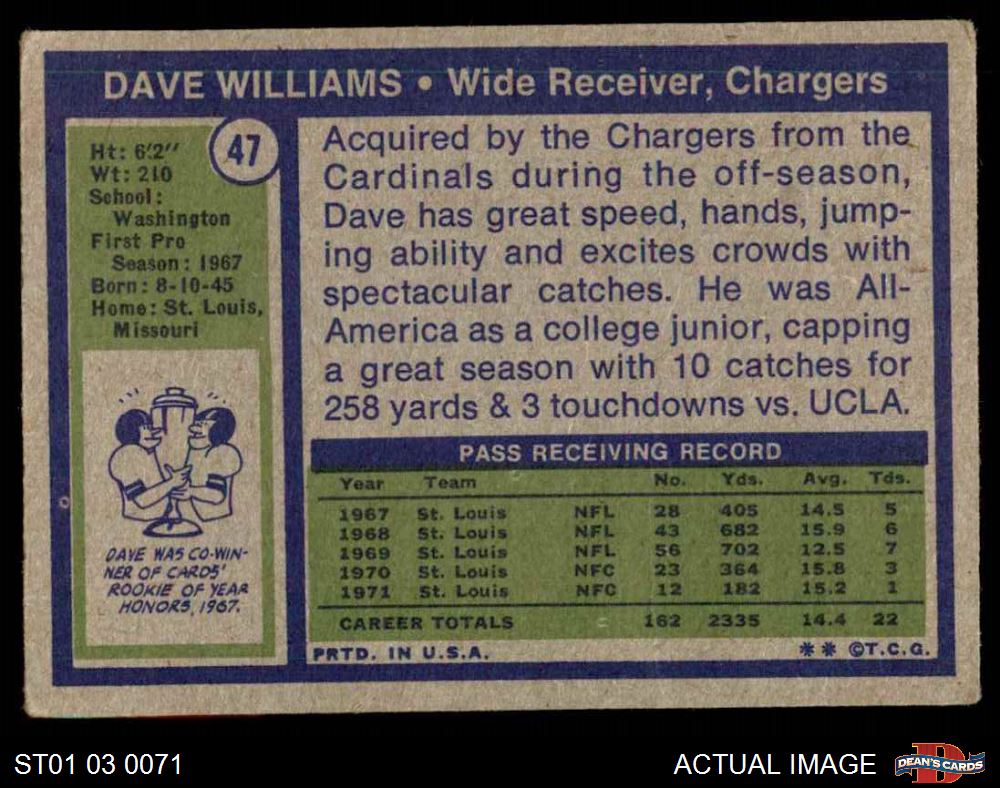 DAVE WILLIAMS • Wide Receiver, Chargers
47
Ht: 6'2"
Wt: 210
School:
Washington
First Pro
Season: 1967
Born: 8-10-45
Home: St. Louis,
Missouri
DAVE WAS CO-WIN-
NER OF CARDS'
ROOKIE OF YEAR
HONORS, 1967.
Acquired by the Chargers from the
Cardinals during the off-season,
Dave has great speed, hands, jump-
ing ability and excites crowds with
spectacular catches. He was All-
America as a college junior, capping
a great season with 10 catches for
258 yards & 3 touchdowns vs. UCLA.
PASS RECEIVING RECORD
Year Team No. Yds. Avg. Tds.
1967 St. Louis NFL 28 405 14.5 5
1968 St. Louis NFL 43 682 15.9 6
1969 St. Louis NFL 56 702 12.5 7
1970 St. Louis NFC 23 364 15.8 3
1971 St. Louis NFC 12 182 15.2 1
CAREER TOTALS 162 2335 14.4 22
PRTD. IN U.S.A. ** ©T.C.G.
ST01 03 0071 ACTUAL IMAGE DEAN'S CARDS